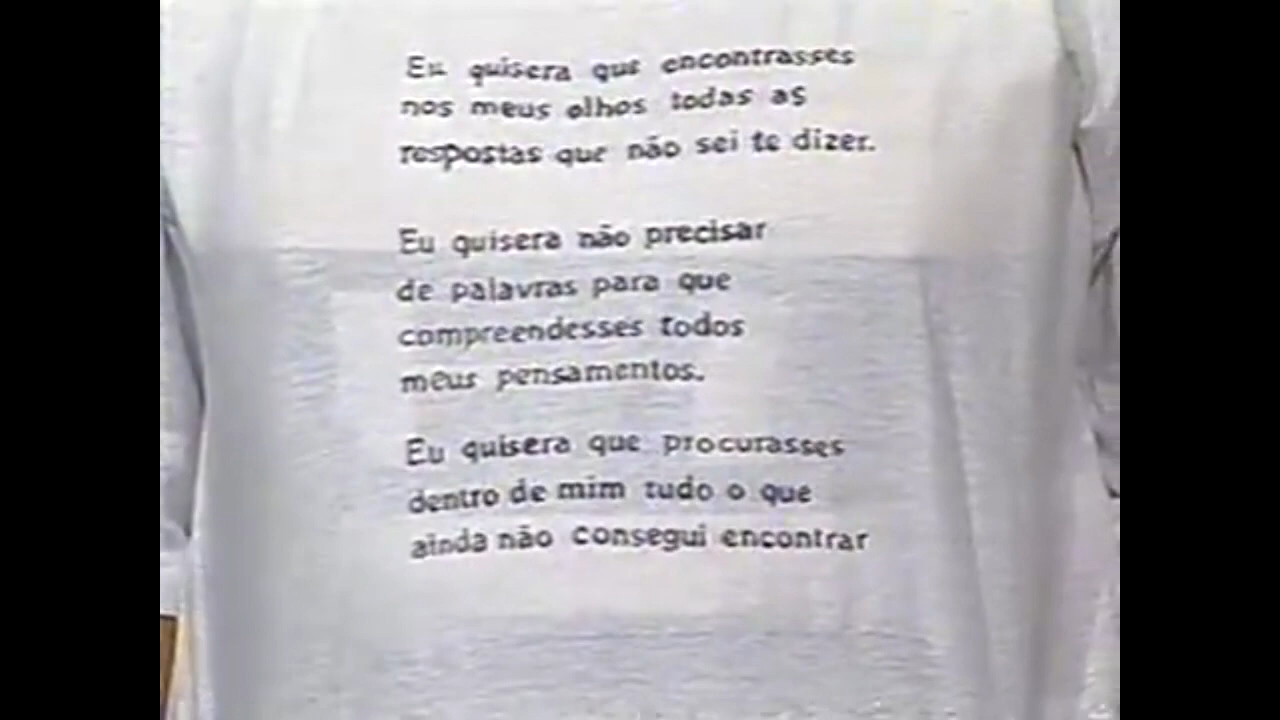 Eu quisera que encontrasses
nos meus olhos todas as
respostas que não sei te dizer.
Eu quisera não precisar
de palavras para que
compreendesses todos
meus pensamentos.
Eu quisera que procurasses
dentro de mim tudo o que
ainda não consegui encontrar